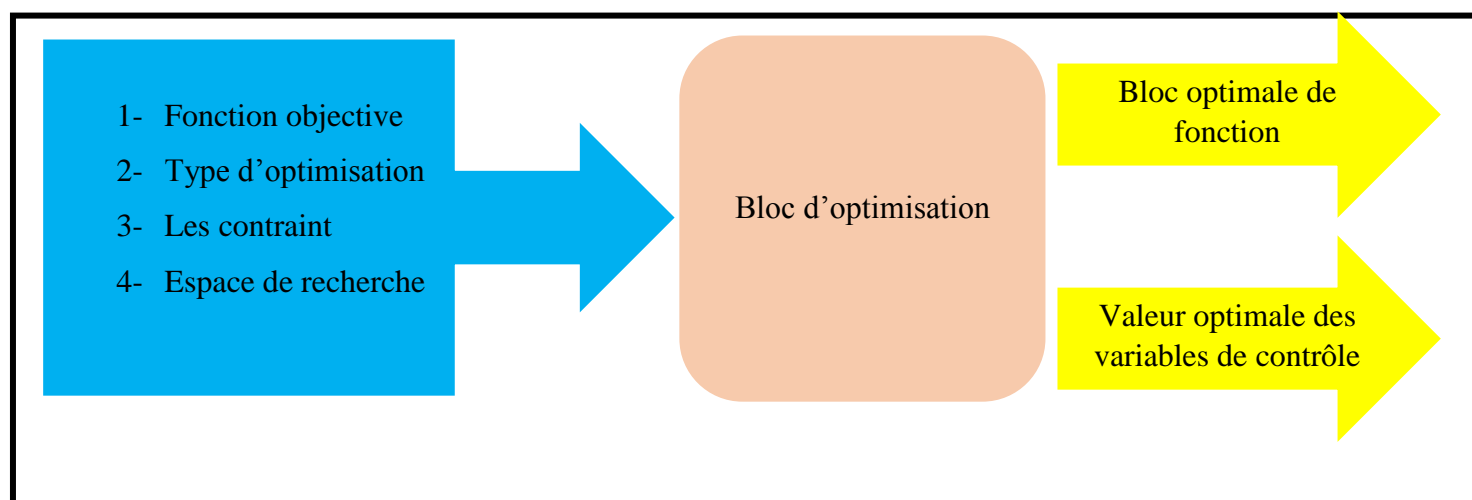 1- Fonction objective
2- Type d’optimisation
3- Les contraint
4- Espace de recherche
Bloc d’optimisation
Bloc optimale de
fonction
Valeur optimale des
variables de contrôle